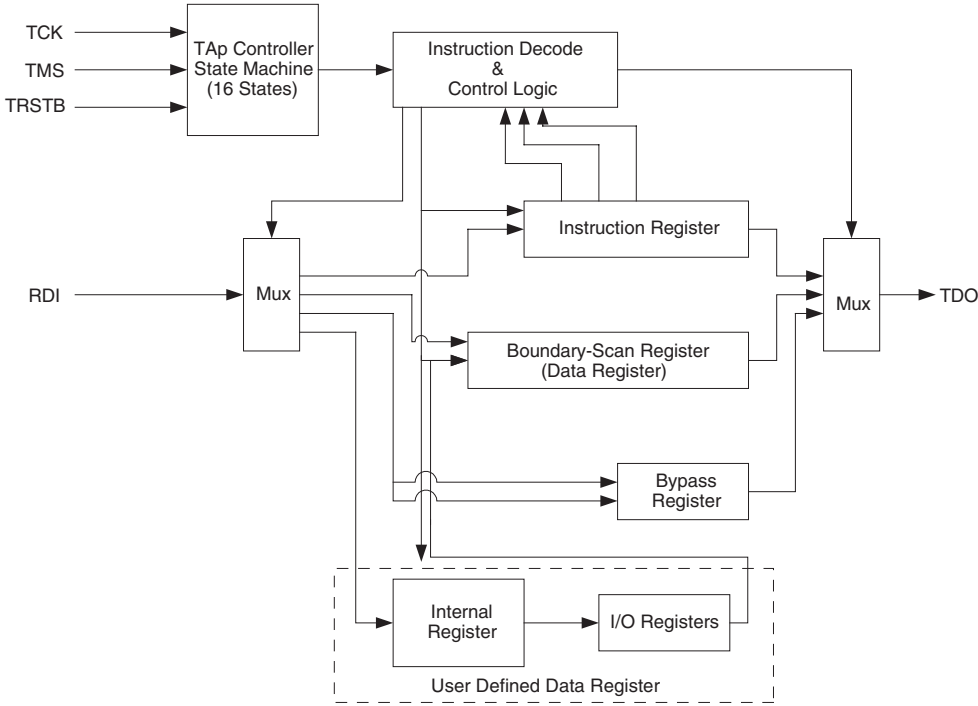 TCK
TMS
TRSTB
TAp Controller
State Machine
(16 States)
Instruction Decode
&
Control Logic
Instruction Register
RDI
Mux
Mux
TDO
Boundary-Scan Register
(Data Register)
Bypass
Register
Internal
Register
I/O Registers
User Defined Data Register